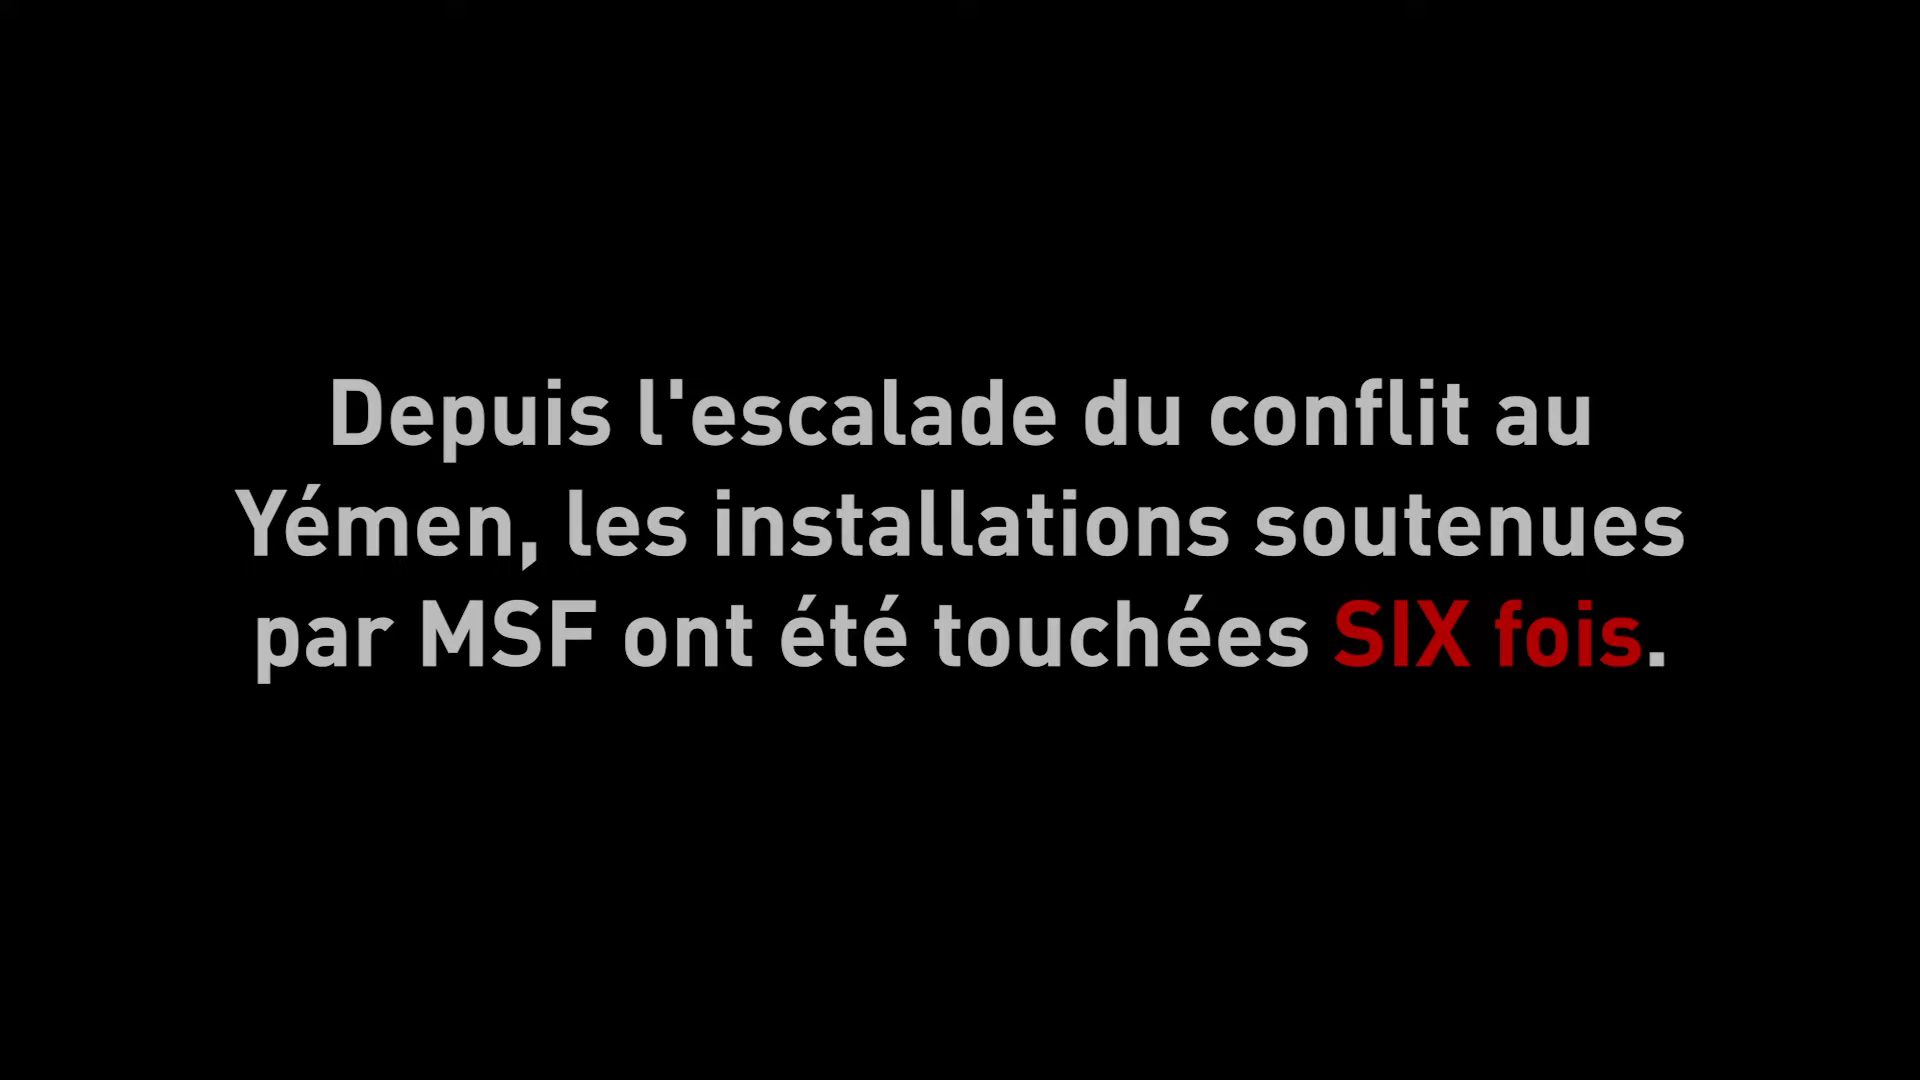 Depuis l'escalade du conflit au
Yémen, les installations soutenues
par MSF ont été touchées SIX fois.